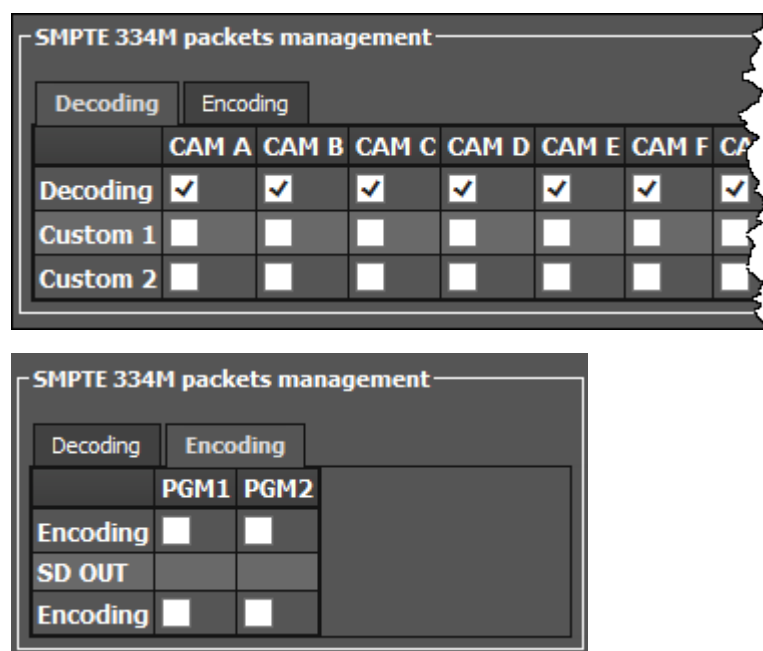 SMPTE 334M packets management
Decoding Encoding
CAM A CAM B CAM C CAM D CAM E CAM F CA
Decoding
Custom 1
Custom 2
SMPTE 334M packets management
Decoding Encoding
PGM1 PGM2
Encoding
SD OUT
Encoding